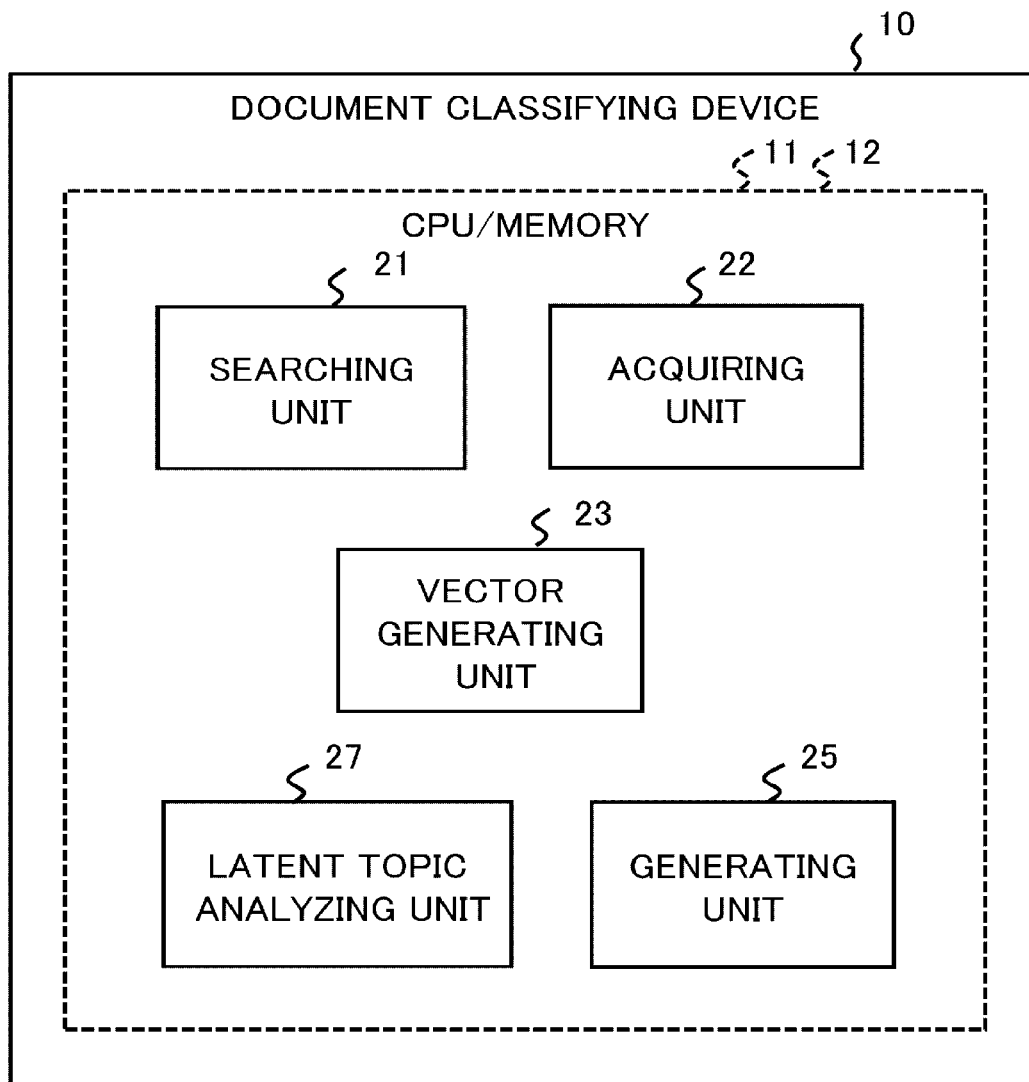 10
DOCUMENT CLASSIFYING DEVICE
11 12
CPU/MEMORY
21
SEARCHING
UNIT
22
ACQUIRING
UNIT
23
VECTOR
GENERATING
UNIT
27
LATENT TOPIC
ANALYZING UNIT
25
GENERATING
UNIT